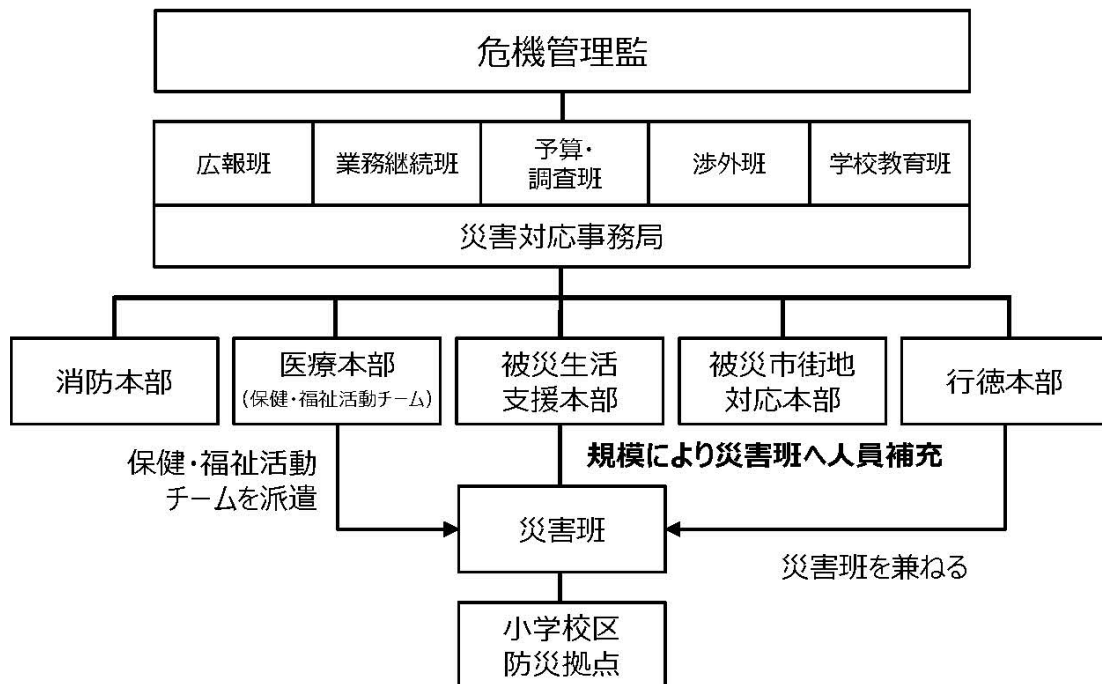 危機管理監
広報班
業務継続班
予算・
調査班
渉外班
学校教育班
災害対応事務局
消防本部
医療本部
(保健・福祉活動チーム)
被災生活
支援本部
被災市街地
対応本部
行徳本部
保健・福祉活動
チームを派遣
規模により災害班へ人員補充
災害班
災害班を兼ねる
小学校区
防災拠点